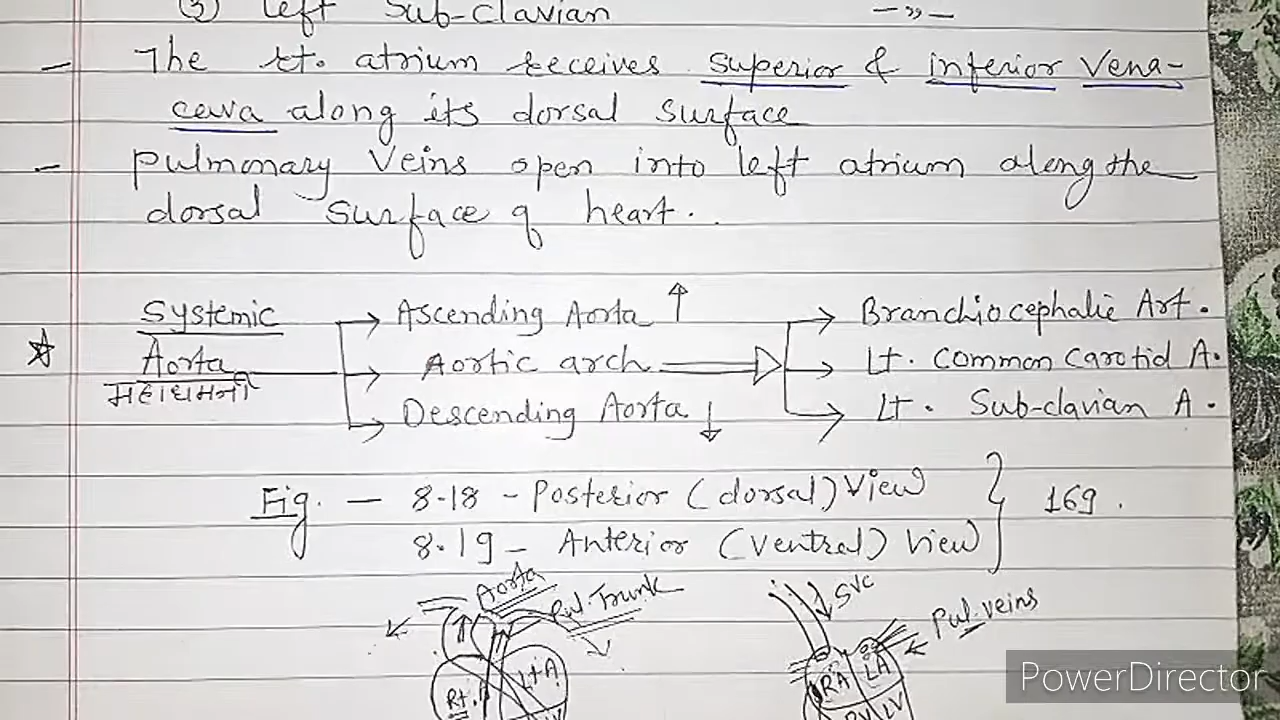 (3) Left Sub-clavian —„—
— The rt. atrium receives Superior & inferior Vena-
cava along its dorsal surface
— Pulmonary Veins open into left atrium along the
dorsal surface of heart.
Systemic Aorta महाधमनी
Ascending Aorta ↑
Aortic arch
Descending Aorta ↓
Branchiocephalic Art.
Lt. Common Carotid A.
Lt. Sub-clavian A.
Fig. — 8.18 - Posterior (dorsal) View
8.19 - Anterior (Ventral) View
169.
Aorta
Pul. Trunk
Rt.
Lt A
SVC
Pul. veins
RA LA
RV LV